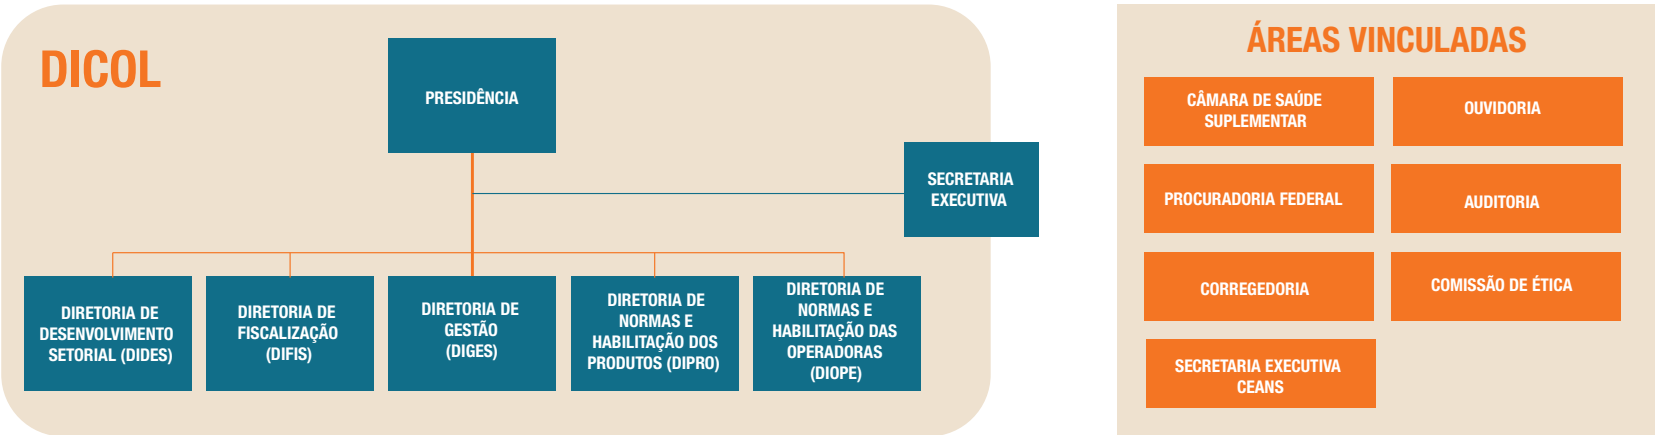 DICOL
PRESIDÊNCIA
SECRETARIA
EXECUTIVA
DIRETORIA DE
DESENVOLVIMENTO
SETORIAL (DIDES)
DIRETORIA DE
FISCALIZAÇÃO
(DIFIS)
DIRETORIA DE
GESTÃO
(DIGES)
DIRETORIA DE
NORMAS E
HABILITAÇÃO DOS
PRODUTOS (DIPRO)
DIRETORIA DE
NORMAS E
HABILITAÇÃO DAS
OPERADORAS
(DIOPE)
ÁREAS VINCULADAS
CÂMARA DE SAÚDE
SUPLEMENTAR
OUVIDORIA
PROCURADORIA FEDERAL
AUDITORIA
CORREGEDORIA
COMISSÃO DE ÉTICA
SECRETARIA EXECUTIVA
CEANS